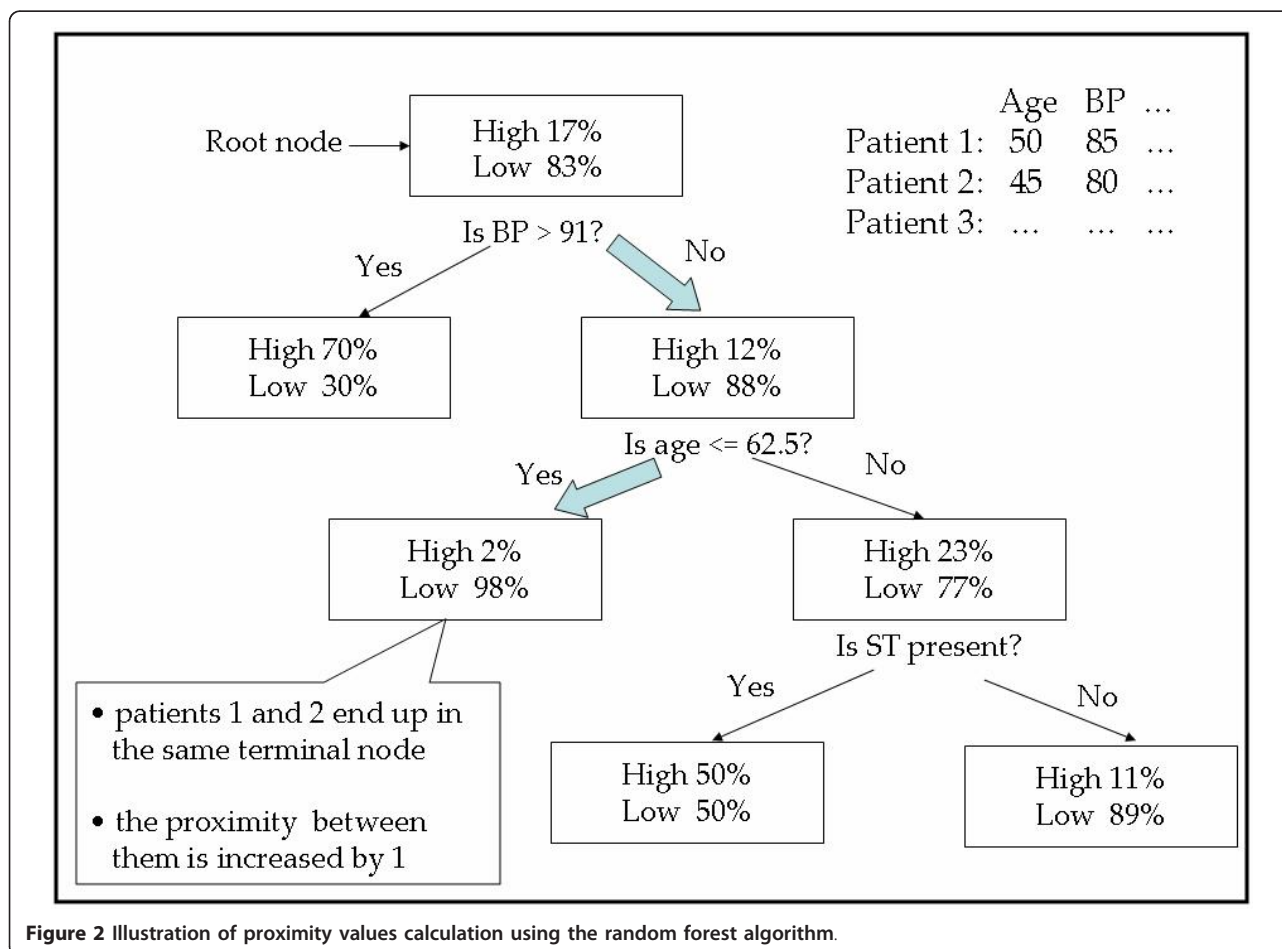 Age BP ...
Patient 1: 50 85 ...
Patient 2: 45 80 ...
Patient 3: ... ... ...
Root node
High 17%
Low 83%
Is BP > 91?
Yes
No
High 70%
Low 30%
High 12%
Low 88%
Is age <= 62.5?
Yes
No
High 2%
Low 98%
High 23%
Low 77%
Is ST present?
Yes
No
• patients 1 and 2 end up in
the same terminal node
• the proximity between
them is increased by 1
High 50%
Low 50%
High 11%
Low 89%
Figure 2 Illustration of proximity values calculation using the random forest algorithm.